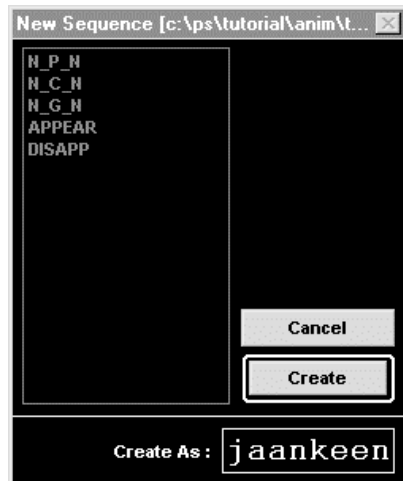 New Sequence [c:\ps\tutorial\anim\t...
N_P_N
N_C_N
N_G_N
APPEAR
DISAPP
Cancel
Create
Create As : jaankeen